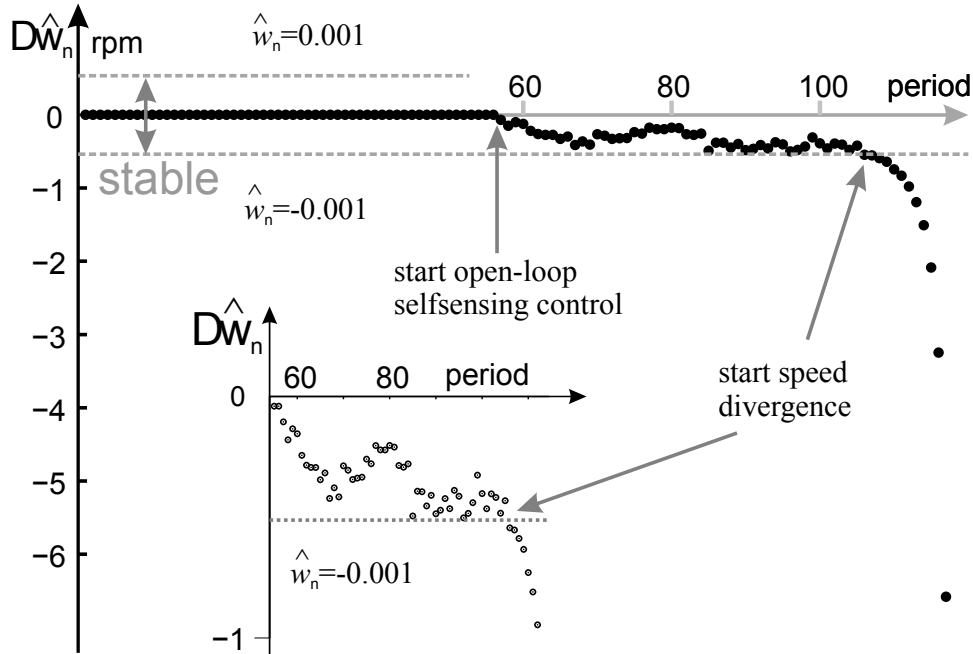 Dŵₙ rpm
ŵₙ=0.001
60 80 100 period
0
stable
−1
ŵₙ=-0.001
−2
start open-loop
selfsensing control
−3
−4
−5
−6
Dŵₙ
60 80 period
0
start speed
divergence
ŵₙ=-0.001
−1